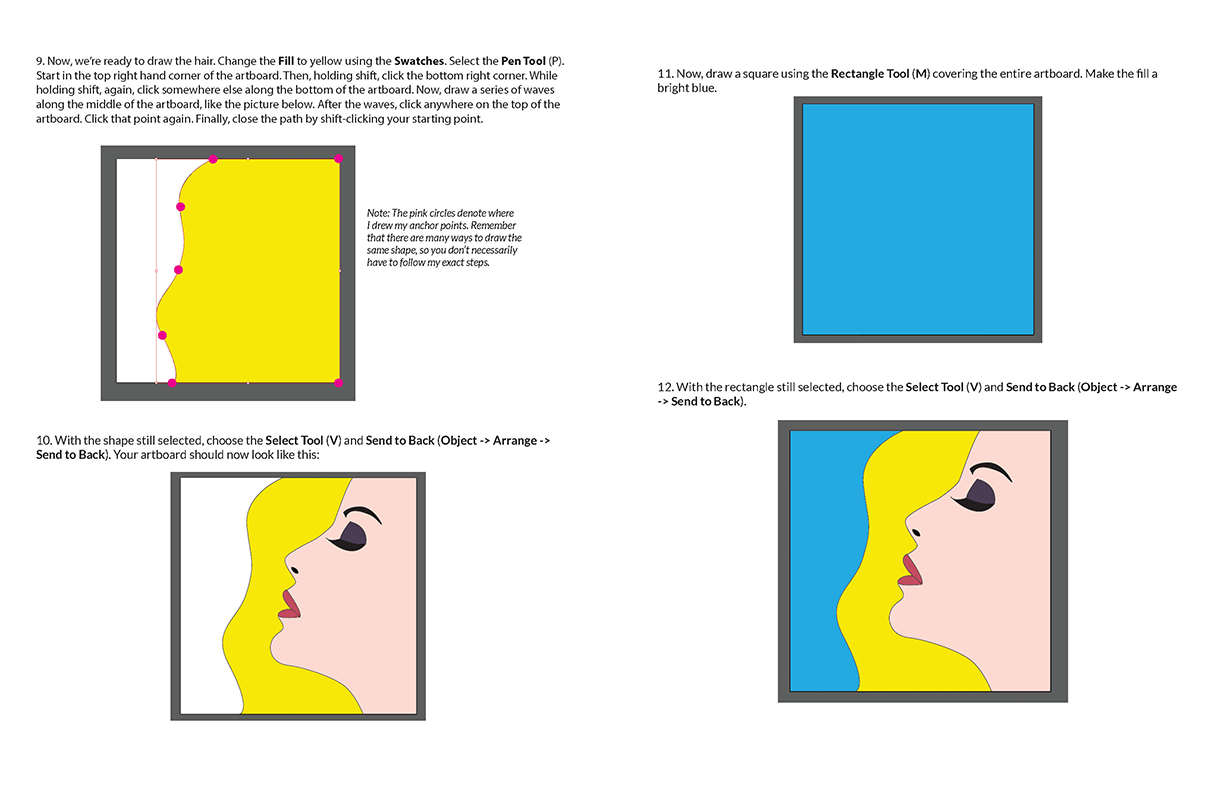 9. Now, we're ready to draw the hair. Change the Fill to yellow using the Swatches. Select the Pen Tool (P).
Start in the top right hand corner of the artboard. Then, holding shift, click the bottom right corner. While
holding shift, again, click somewhere else along the bottom of the artboard. Now, draw a series of waves
along the middle of the artboard, like the picture below. After the waves, click anywhere on the top of the
artboard. Click that point again. Finally, close the path by shift-clicking your starting point.
Note: The pink circles denote where
I drew my anchor points. Remember
that there are many ways to draw the
same shape, so you don't necessarily
have to follow my exact steps.
10. With the shape still selected, choose the Select Tool (V) and Send to Back (Object -> Arrange ->
Send to Back). Your artboard should now look like this:
11. Now, draw a square using the Rectangle Tool (M) covering the entire artboard. Make the fill a
bright blue.
12. With the rectangle still selected, choose the Select Tool (V) and Send to Back (Object -> Arrange
-> Send to Back).